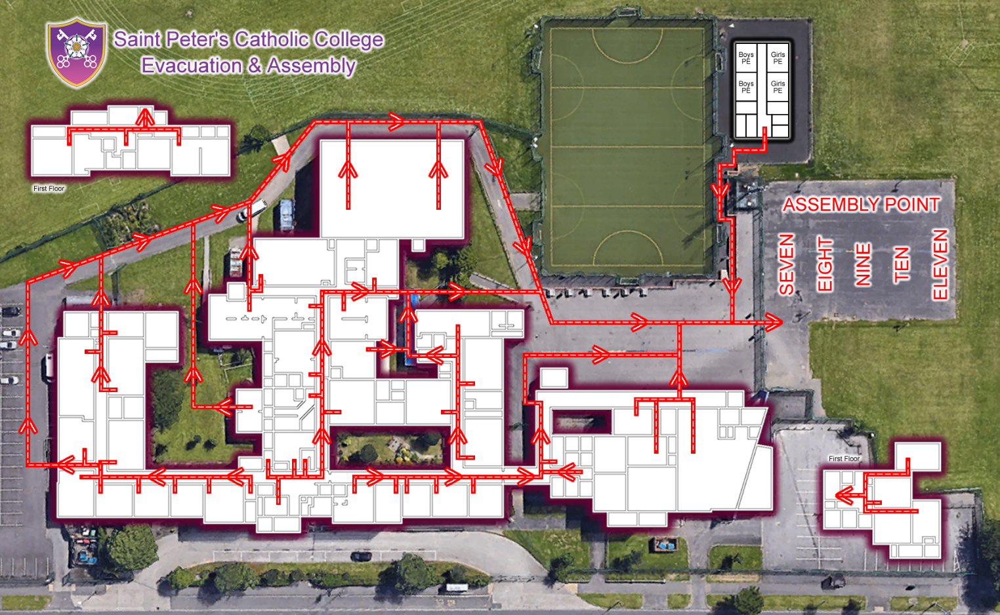 Saint Peter's Catholic College
Evacuation & Assembly
First Floor
Boys
PE
Girls
PE
Boys
PE
Girls
PE
ASSEMBLY POINT
SEVEN
EIGHT
NINE
TEN
ELEVEN
First Floor